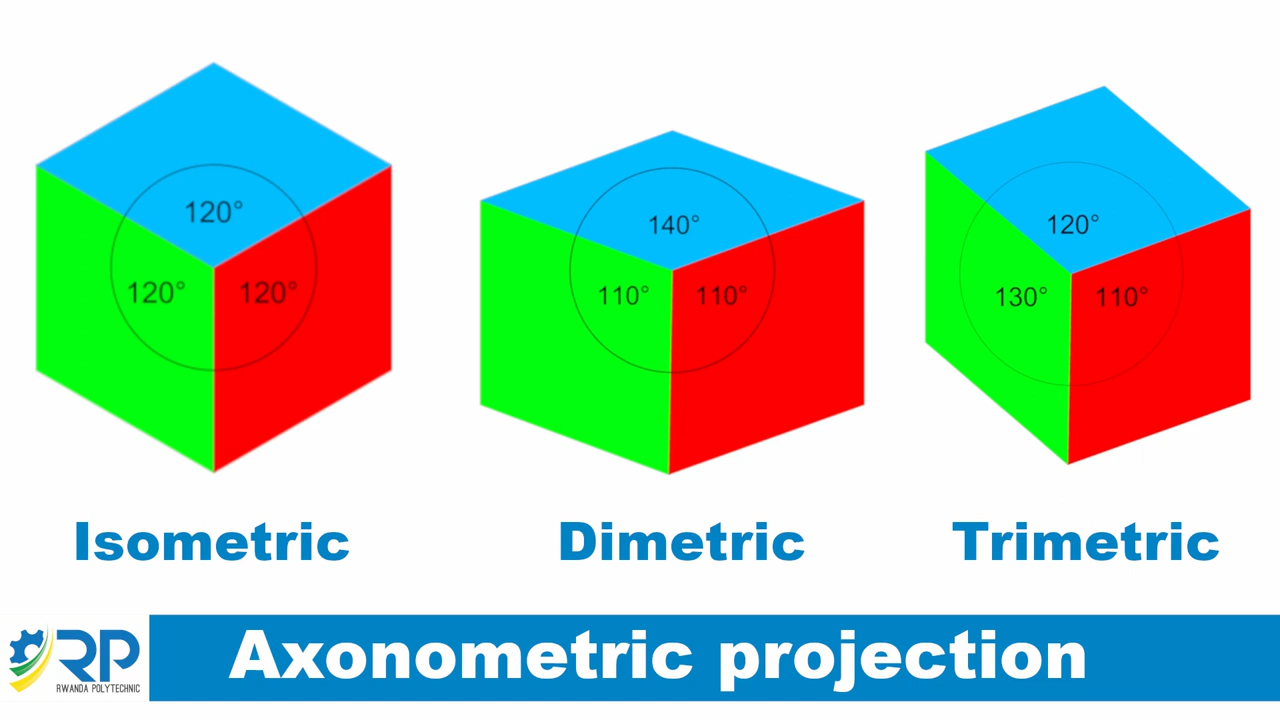 120°
120° 120°
140°
110° 110°
120°
130° 110°
Isometric
Dimetric
Trimetric
RP
RWANDA POLYTECHNIC
Axonometric projection